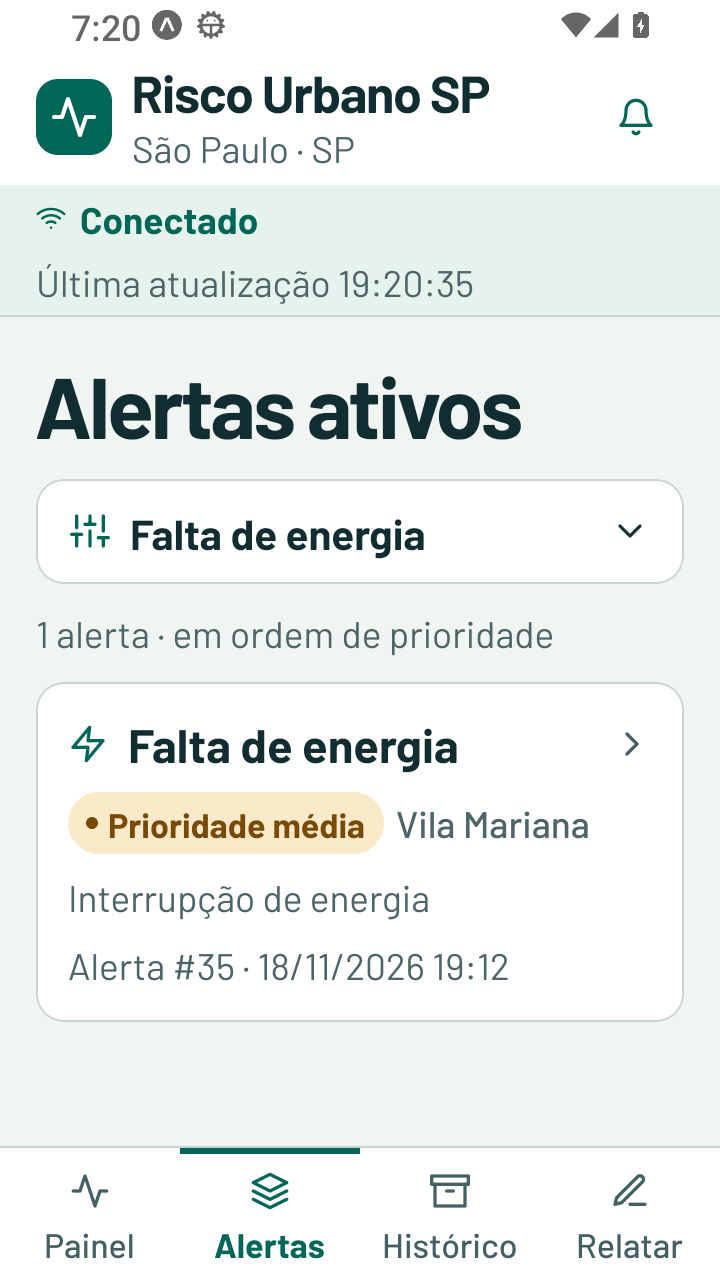 7:20
Risco Urbano SP
São Paulo · SP
Conectado
Última atualização 19:20:35
Alertas ativos
Falta de energia
1 alerta · em ordem de prioridade
Falta de energia
• Prioridade média Vila Mariana
Interrupção de energia
Alerta #35 · 18/11/2026 19:12
Painel Alertas Histórico Relatar